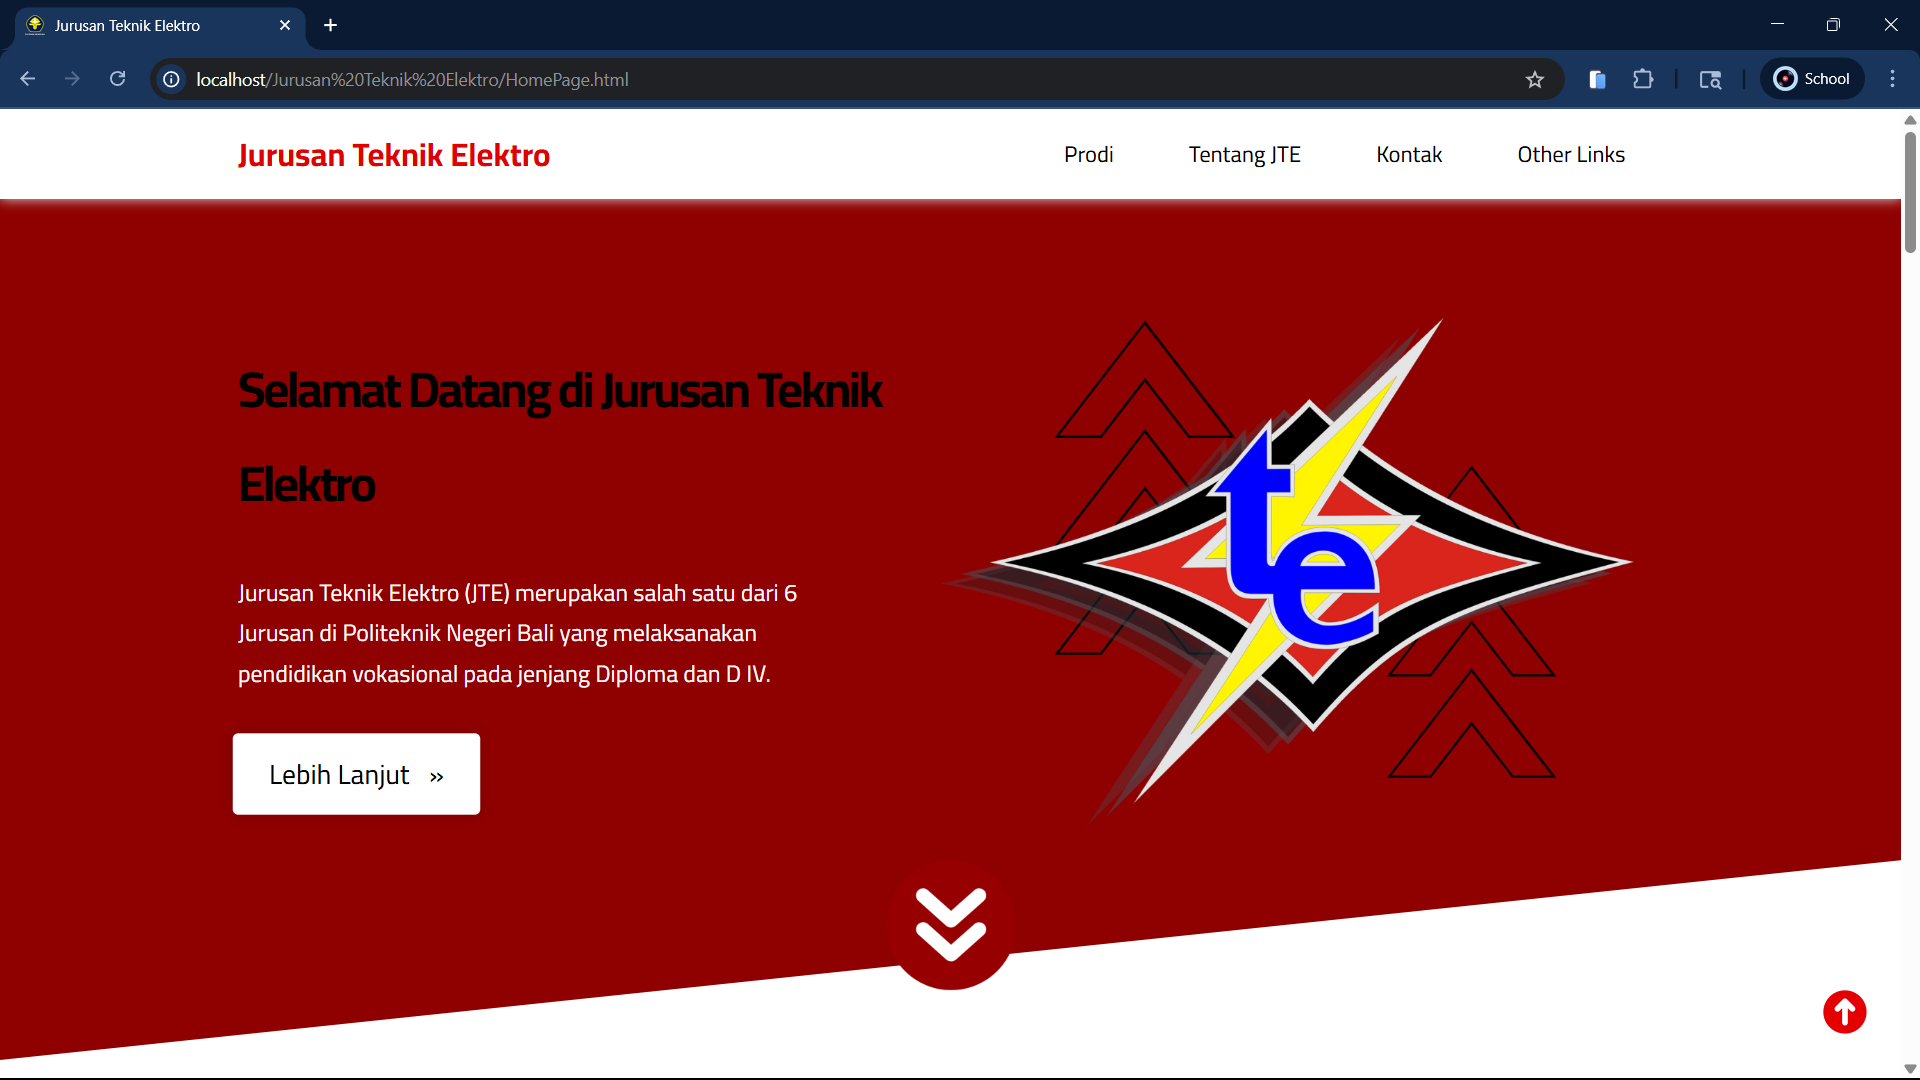 Jurusan Teknik Elektro
localhost/Jurusan%20Teknik%20Elektro/HomePage.html
School
Jurusan Teknik Elektro
Prodi
Tentang JTE
Kontak
Other Links
Selamat Datang di Jurusan Teknik
Elektro
Jurusan Teknik Elektro (JTE) merupakan salah satu dari 6
Jurusan di Politeknik Negeri Bali yang melaksanakan
pendidikan vokasional pada jenjang Diploma dan D IV.
Lebih Lanjut »
te